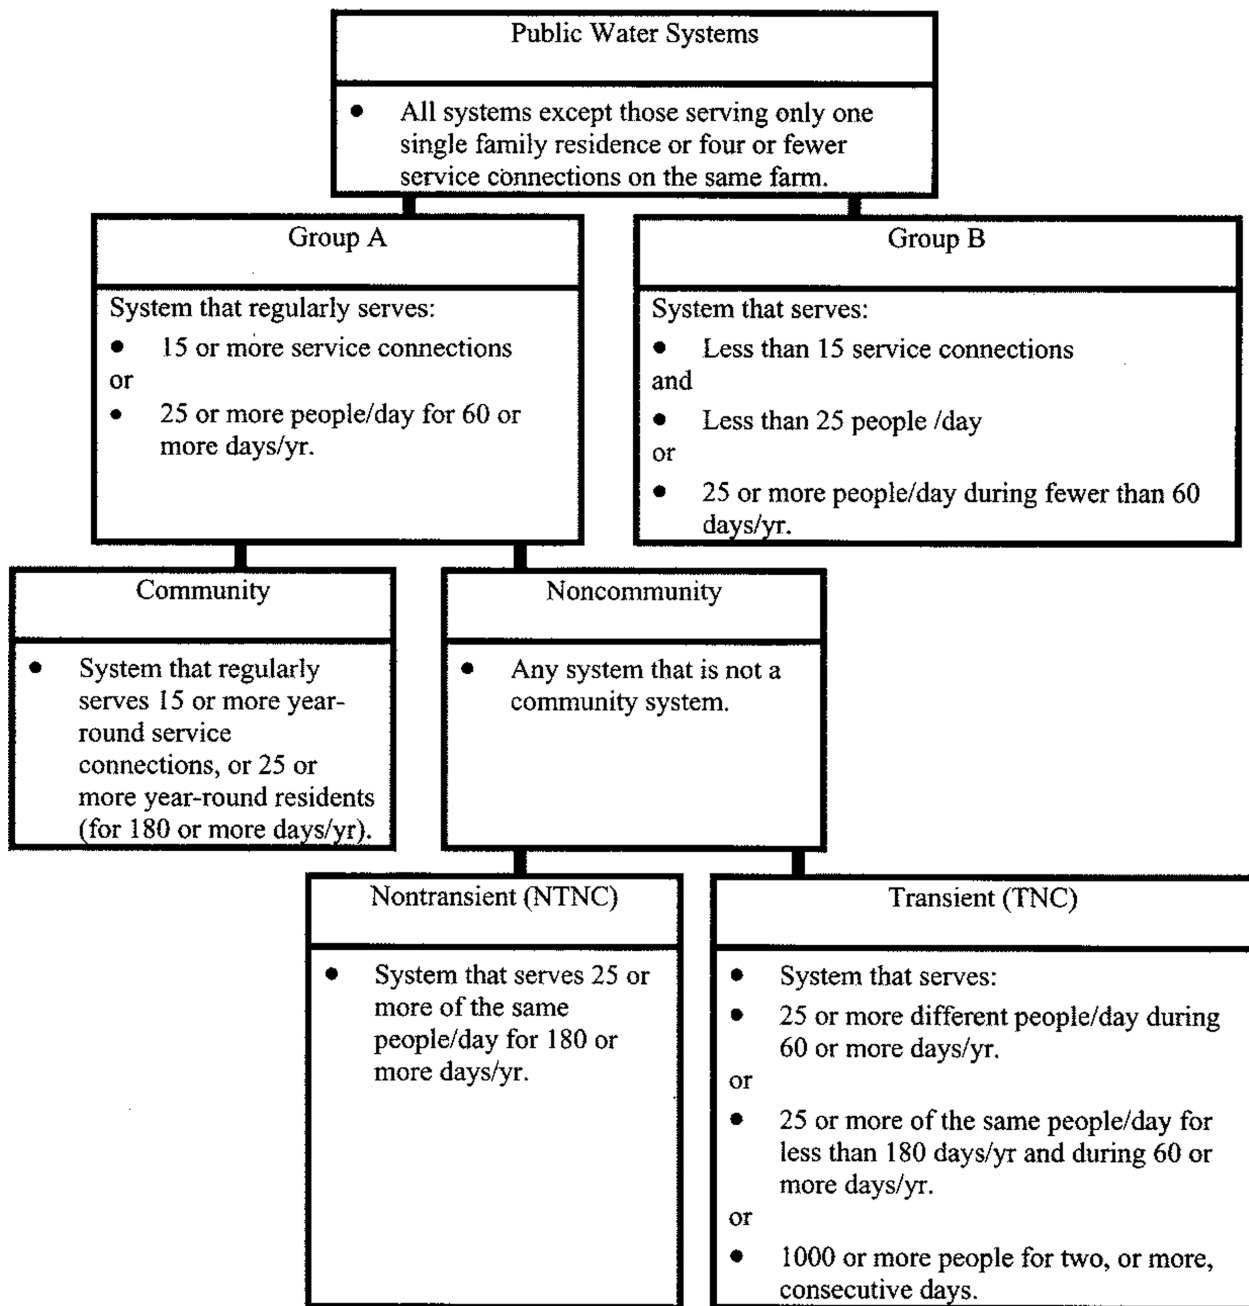 Public Water Systems
• All systems except those serving only one
single family residence or four or fewer
service connections on the same farm.
Group A
System that regularly serves:
• 15 or more service connections
or
• 25 or more people/day for 60 or
more days/yr.
Group B
System that serves:
• Less than 15 service connections
and
• Less than 25 people /day
or
• 25 or more people/day during fewer than 60
days/yr.
Community
• System that regularly
serves 15 or more year-
round service
connections, or 25 or
more year-round residents
(for 180 or more days/yr).
Noncommunity
• Any system that is not a
community system.
Nontransient (NTNC)
• System that serves 25 or
more of the same
people/day for 180 or
more days/yr.
Transient (TNC)
• System that serves:
• 25 or more different people/day during
60 or more days/yr.
or
• 25 or more of the same people/day for
less than 180 days/yr and during 60 or
more days/yr.
or
• 1000 or more people for two, or more,
consecutive days.